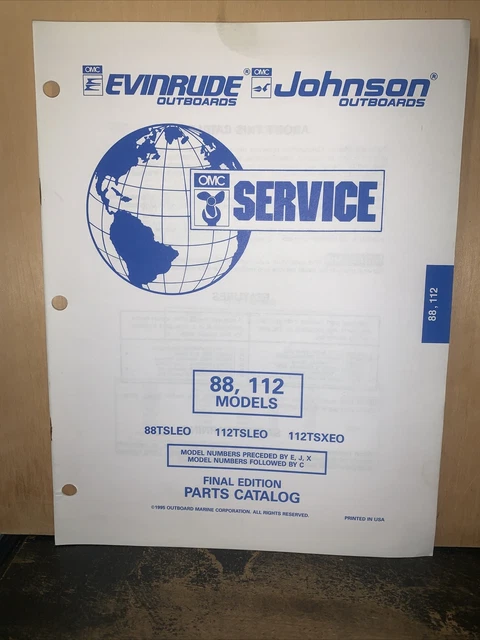 OMC EVINRUDE® OMC Johnson®
OUTBOARDS OUTBOARDS
OMC
SERVICE
88, 112
88, 112
MODELS
88TSLEO 112TSLEO 112TSXEO
MODEL NUMBERS PRECEDED BY E, J, X
MODEL NUMBERS FOLLOWED BY C
FINAL EDITION
PARTS CATALOG
©1995 OUTBOARD MARINE CORPORATION. ALL RIGHTS RESERVED.
PRINTED IN USA